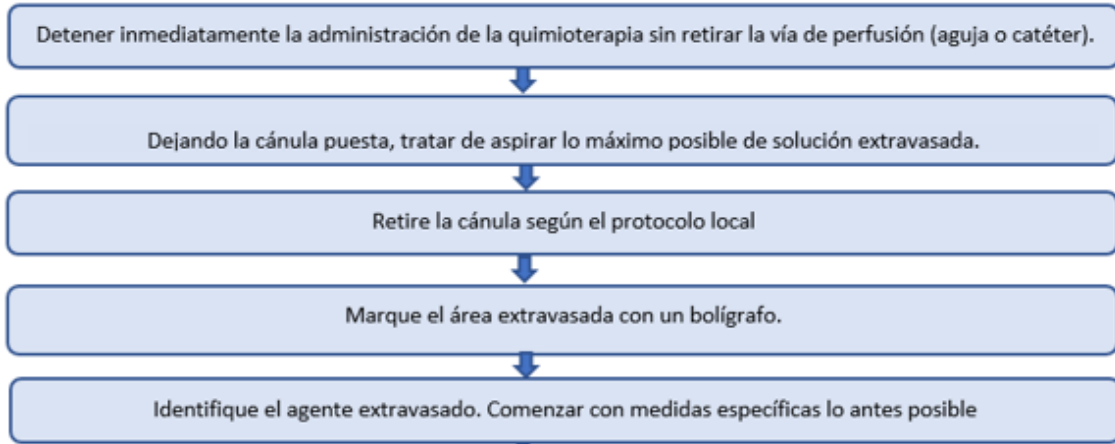 Detener inmediatamente la administración de la quimioterapia sin retirar la vía de perfusión (aguja o catéter).
Dejando la cánula puesta, tratar de aspirar lo máximo posible de solución extravasada.
Retire la cánula según el protocolo local
Marque el área extravasada con un bolígrafo.
Identifique el agente extravasado. Comenzar con medidas específicas lo antes posible